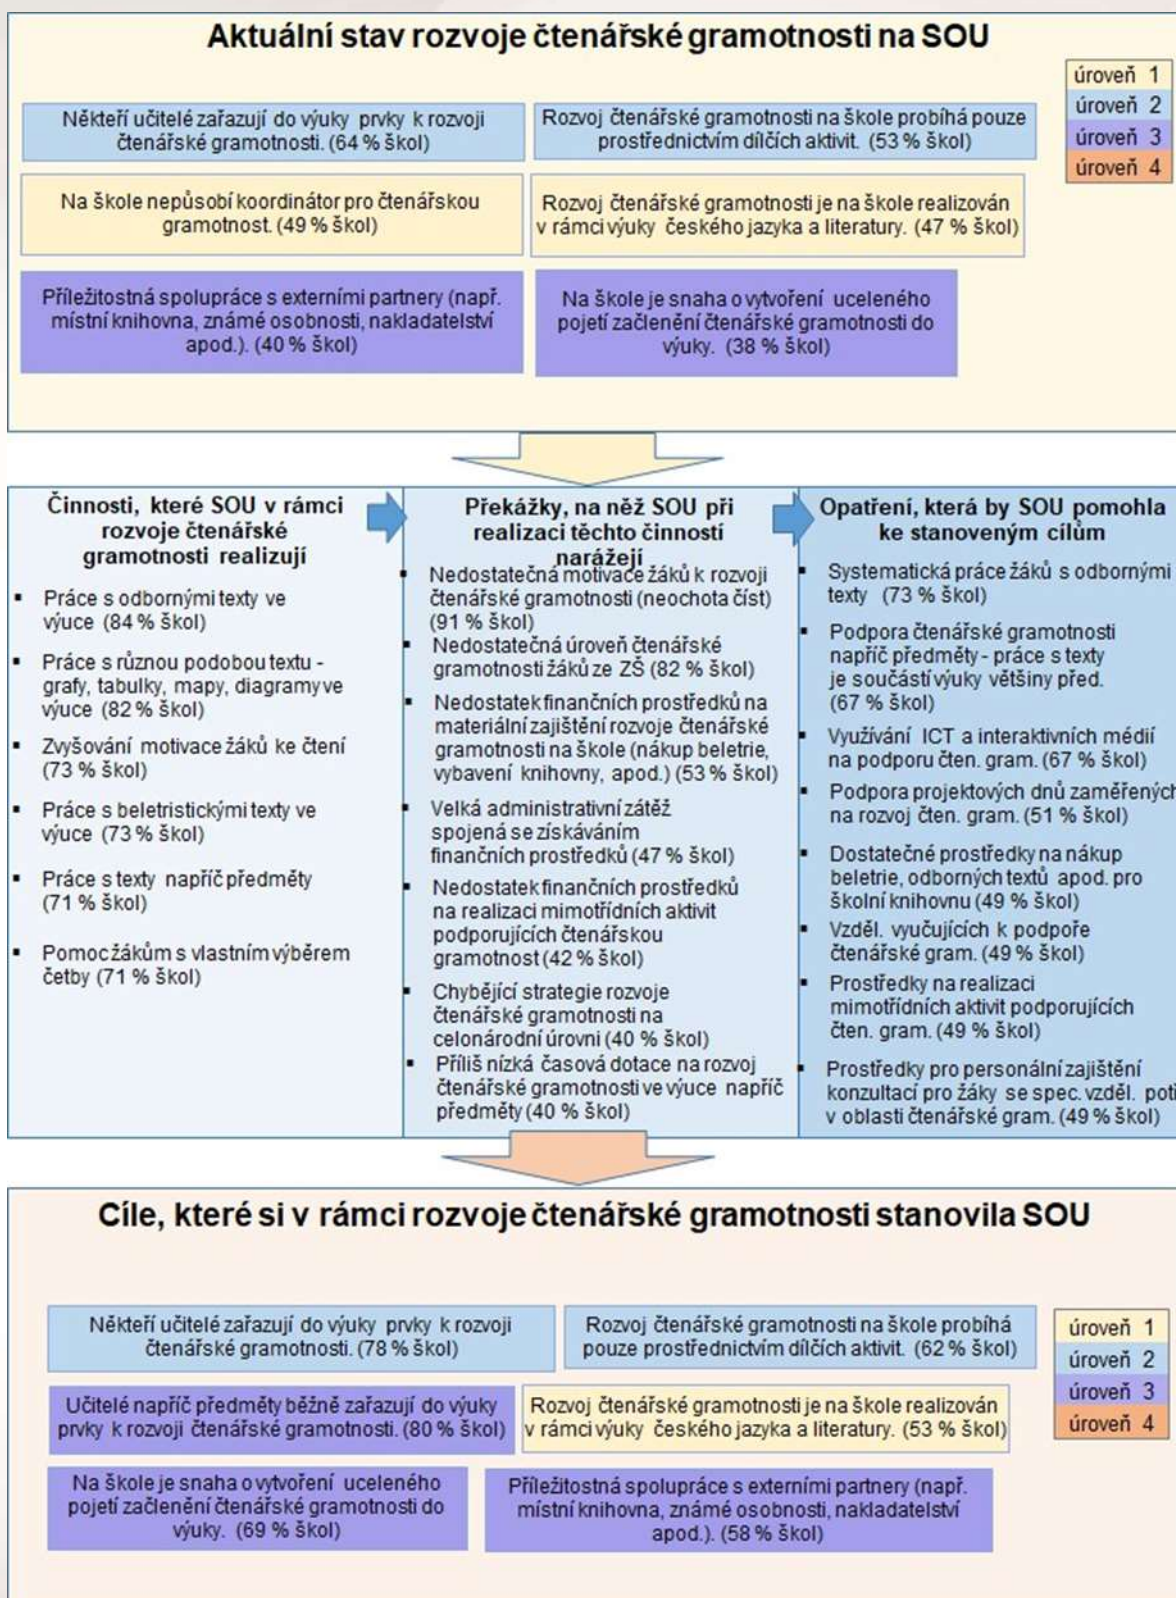 Aktuální stav rozvoje čtenářské gramotnosti na SOU
úroveň 1
úroveň 2
úroveň 3
úroveň 4
Někteří učitelé zařazují do výuky prvky k rozvoji
čtenářské gramotnosti. (64 % škol)
Rozvoj čtenářské gramotnosti na škole probíhá pouze
prostřednictvím dílčích aktivit. (53 % škol)
Na škole nepůsobí koordinátor pro čtenářskou
gramotnost. (49 % škol)
Rozvoj čtenářské gramotnosti je na škole realizován
v rámci výuky českého jazyka a literatury. (47 % škol)
Příležitostná spolupráce s externími partnery (např.
místní knihovna, známé osobnosti, nakladatelství
apod.). (40 % škol)
Na škole je snaha o vytvoření uceleného
pojetí začlenění čtenářské gramotnosti do
výuky. (38 % škol)
Činnosti, které SOU v rámci
rozvoje čtenářské
gramotnosti realizují
▪ Práce s odbornými texty ve
výuce (84 % škol)
▪ Práce s různou podobou textu -
grafy, tabulky, mapy, diagramy ve
výuce (82 % škol)
▪ Zvyšování motivace žáků ke čtení
(73 % škol)
▪ Práce s beletristickými texty ve
výuce (73 % škol)
▪ Práce s texty napříč předměty
(71 % škol)
▪ Pomoc žákům s vlastním výběrem
četby (71 % škol)
Překážky, na něž SOU při
realizaci těchto činností
narážejí
▪ Nedostatečná motivace žáků k rozvoji
čtenářské gramotnosti (neochota číst)
(91 % škol)
▪ Nedostatečná úroveň čtenářské
gramotnosti žáků ze ZŠ (82 % škol)
▪ Nedostatek finančních prostředků na
materiální zajištění rozvoje čtenářské
gramotnosti na škole (nákup beletrie,
vybavení knihovny, apod.) (53 % škol)
▪ Velká administrativní zátěž
spojená se získáváním
finančních prostředků (47 % škol)
▪ Nedostatek finančních prostředků
na realizaci mimotřídních aktivit
podporujících čtenářskou
gramotnost (42 % škol)
▪ Chybějící strategie rozvoje
čtenářské gramotnosti na
celonárodní úrovni (40 % škol)
▪ Příliš nízká časová dotace na rozvoj
čtenářské gramotnosti ve výuce napříč
předměty (40 % škol)
Opatření, která by SOU pomohla
ke stanoveným cílům
▪ Systematická práce žáků s odbornými
texty (73 % škol)
▪ Podpora čtenářské gramotnosti
napříč předměty - práce s texty
je součástí výuky většiny před.
(67 % škol)
▪ Využívání ICT a interaktivních médií
na podporu čten. gram. (67 % škol)
▪ Podpora projektových dnů zaměřených
na rozvoj čten. gram. (51 % škol)
▪ Dostatečné prostředky na nákup
beletrie, odborných textů apod. pro
školní knihovnu (49 % škol)
▪ Vzděl. vyučujících k podpoře
čtenářské gram. (49 % škol)
▪ Prostředky na realizaci
mimotřídních aktivit podporujících
čten. gram. (49 % škol)
▪ Prostředky pro personální zajištění
konzultací pro žáky se spec. vzděl.
v oblasti čtenářské gram. (49 % škol)
Cíle, které si v rámci rozvoje čtenářské gramotnosti stanovila SOU
Někteří učitelé zařazují do výuky prvky k rozvoji
čtenářské gramotnosti. (78 % škol)
Rozvoj čtenářské gramotnosti na škole probíhá
pouze prostřednictvím dílčích aktivit. (62 % škol)
úroveň 1
úroveň 2
úroveň 3
úroveň 4
Učitelé napříč předměty běžně zařazují do výuky
prvky k rozvoji čtenářské gramotnosti. (80 % škol)
Rozvoj čtenářské gramotnosti je na škole realizován
v rámci výuky českého jazyka a literatury. (53 % škol)
Na škole je snaha o vytvoření uceleného
pojetí začlenění čtenářské gramotnosti do
výuky. (69 % škol)
Příležitostná spolupráce s externími partnery (např.
místní knihovna, známé osobnosti, nakladatelství
apod.). (58 % škol)